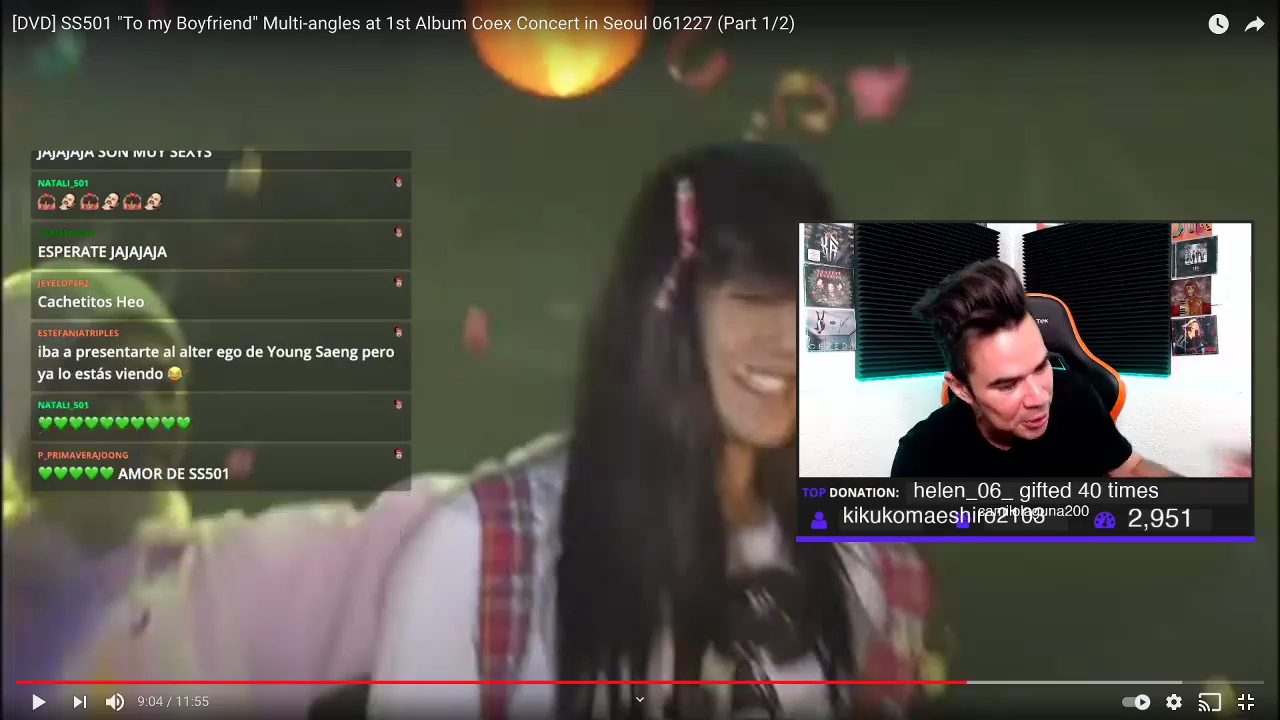 [DVD] SS501 "To my Boyfriend" Multi-angles at 1st Album Coex Concert in Seoul 061227 (Part 1/2)
JAJAJAJA SON MUY SEXYS
NATALI_501
ESPERATE JAJAJAJA
JEYELOPERZ
Cachetitos Heo
ESTEFANIATRIPLES
iba a presentarte al alter ego de Young Saeng pero
ya lo estás viendo 😂
NATALI_501
💚💚💚💚💚💚💚💚💚💚
P_PRIMAVERAJOONG
💚💚💚💚💚 AMOR DE SS501
TOP DONATION: helen_06_ gifted 40 times
kikukomaeshiro2103
camilolaguna200
2,951
9:04 / 11:55